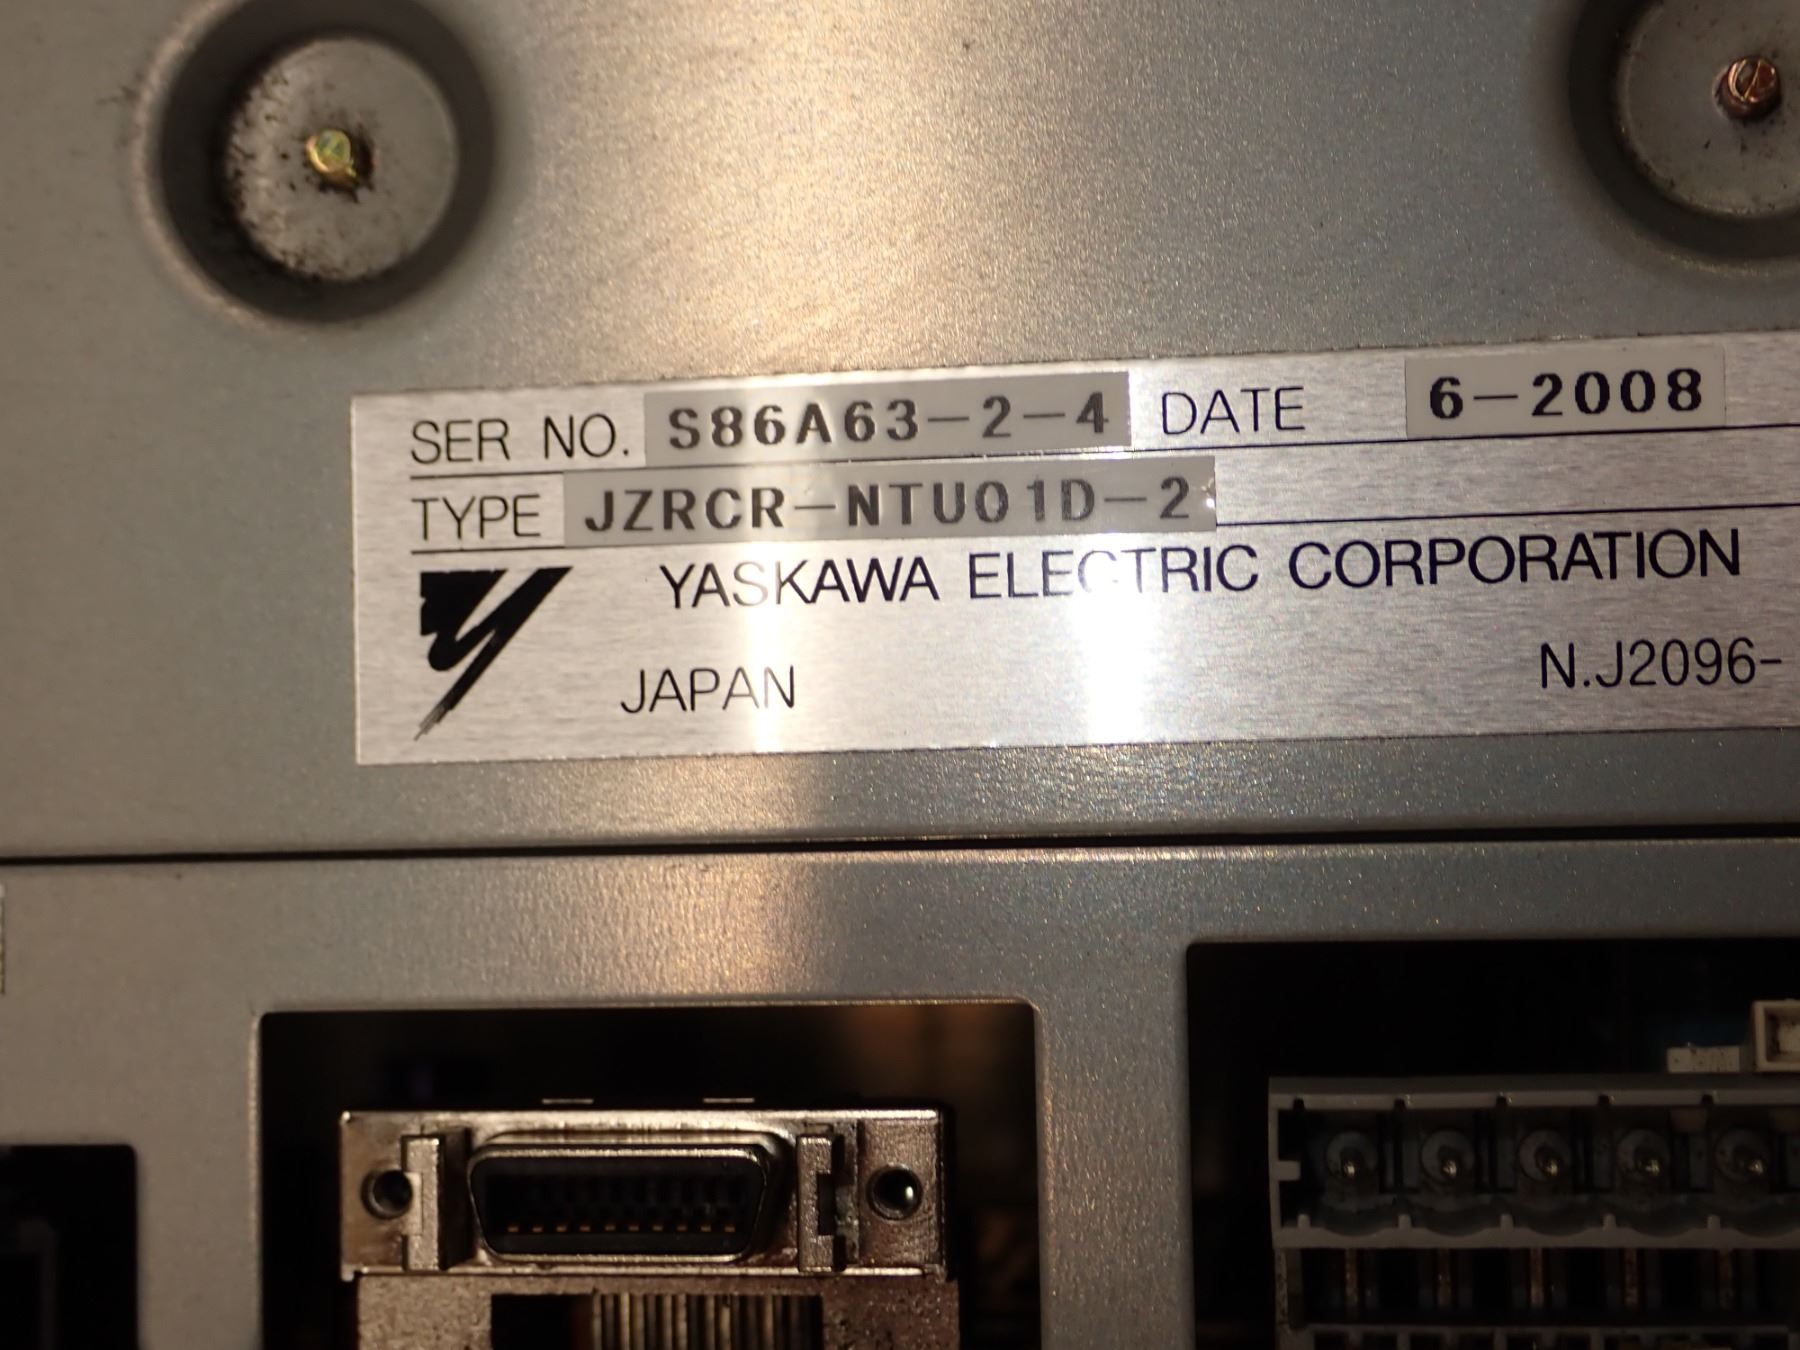 SER NO. S86A63-2-4 DATE 6-2008
TYPE JZRCR-NTU01D-2
YASKAWA ELECTRIC CORPORATION
JAPAN N.J2096-